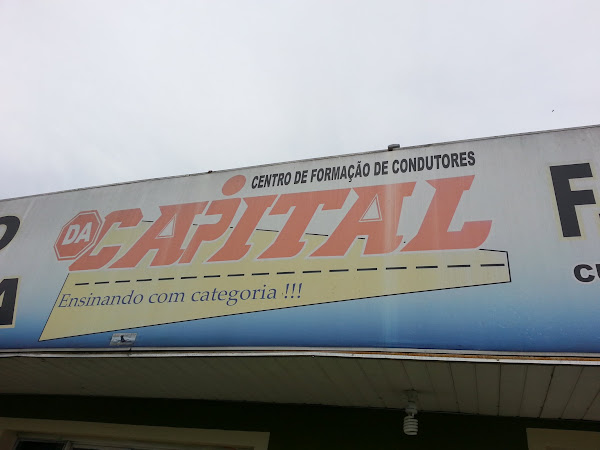 CENTRO DE FORMAÇÃO DE CONDUTORES
DA CAPITAL
Ensinando com categoria !!!